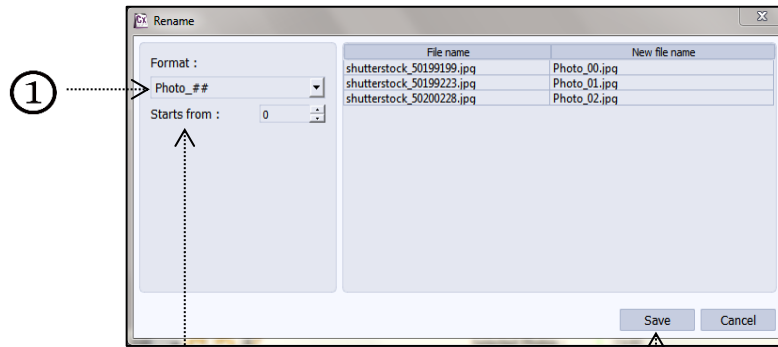 Cx Rename
Format :
Photo_##
Starts from : 0
File name New file name
shutterstock_50199199.jpg Photo_00.jpg
shutterstock_50199223.jpg Photo_01.jpg
shutterstock_50200228.jpg Photo_02.jpg
Save Cancel
1